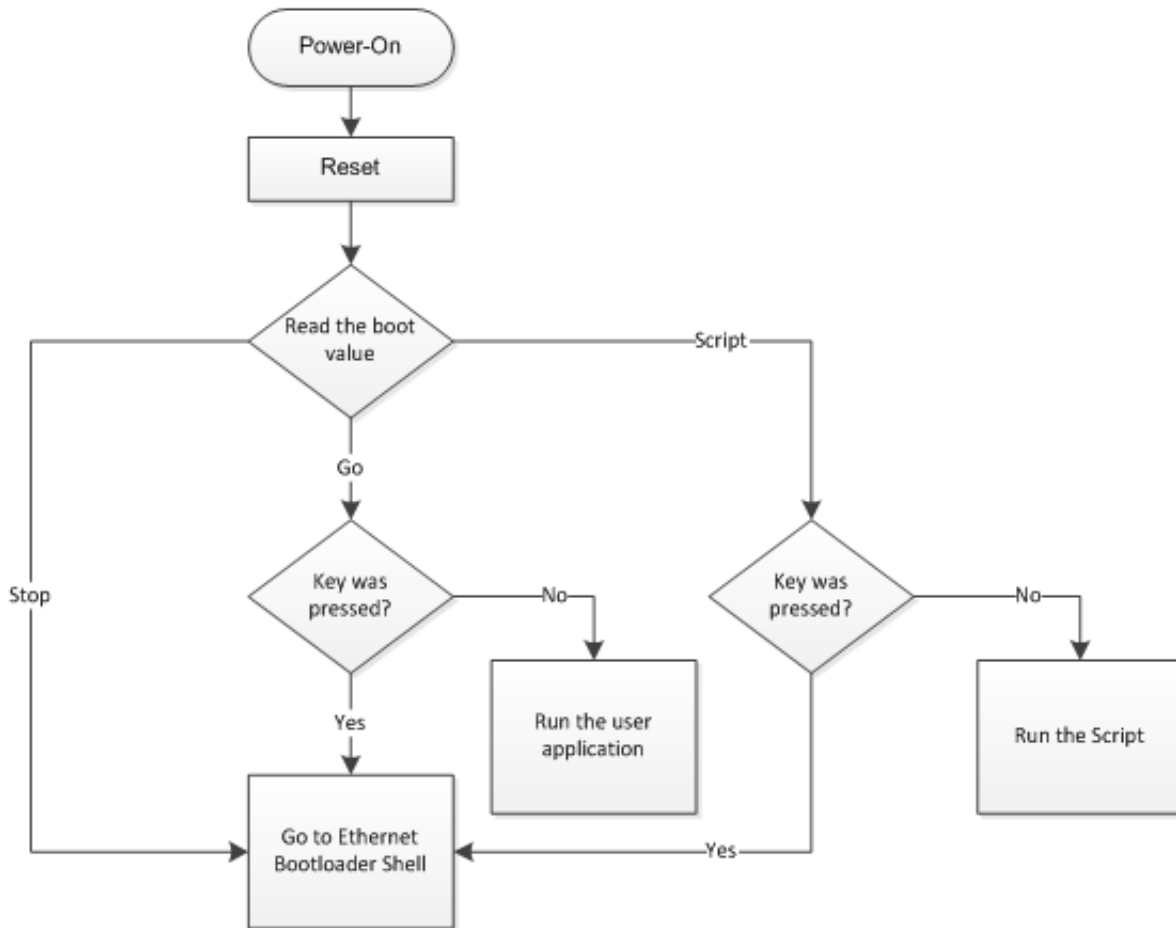 Power-On
Reset
Read the boot
value
Script
Go
Stop
Key was
pressed?
No
Key was
pressed?
No
Yes
Run the user
application
Run the Script
Go to Ethernet
Bootloader Shell
Yes